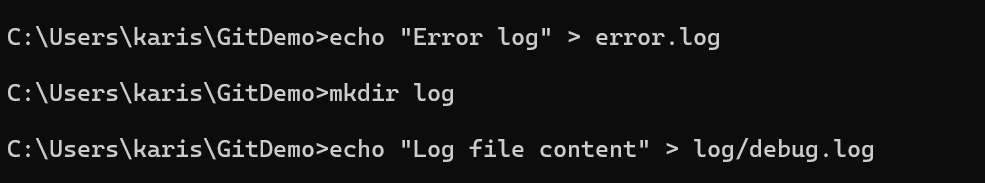 C:\Users\karis\GitDemo>echo "Error log" > error.log
C:\Users\karis\GitDemo>mkdir log
C:\Users\karis\GitDemo>echo "Log file content" > log/debug.log